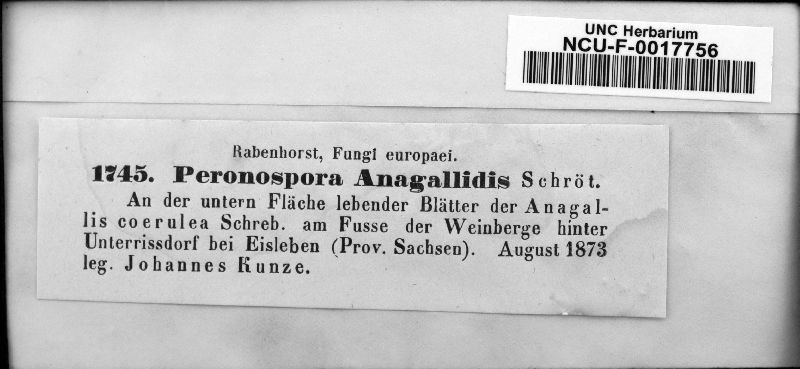 UNC Herbarium
NCU-F-0017756
Rabenhorst, Fungi europaei.
1745. Peronospora Anagallidis Schröt.
An der untern Fläche lebender Blätter der Anagal-
lis coerulea Schreb. am Fusse der Weinberge hinter
Unterrissdorf bei Eisleben (Prov. Sachsen). August 1873
leg. Johannes Kunze.